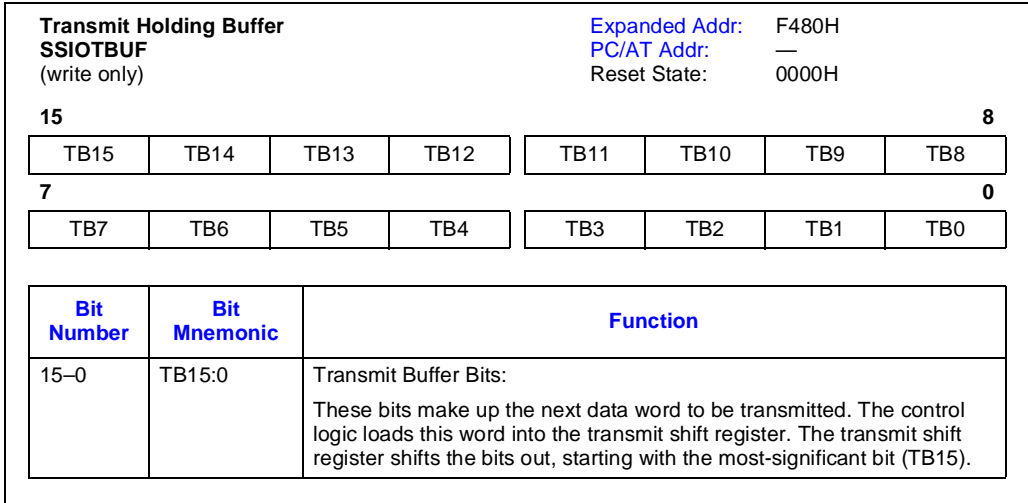 Transmit Holding Buffer Expanded Addr: F480H
SSIOTBUF PC/AT Addr: —
(write only) Reset State: 0000H
15 8
TB15 TB14 TB13 TB12 TB11 TB10 TB9 TB8
7 0
TB7 TB6 TB5 TB4 TB3 TB2 TB1 TB0
Bit Number Bit Mnemonic Function
15–0 TB15:0 Transmit Buffer Bits:
These bits make up the next data word to be transmitted. The control
logic loads this word into the transmit shift register. The transmit shift
register shifts the bits out, starting with the most-significant bit (TB15).